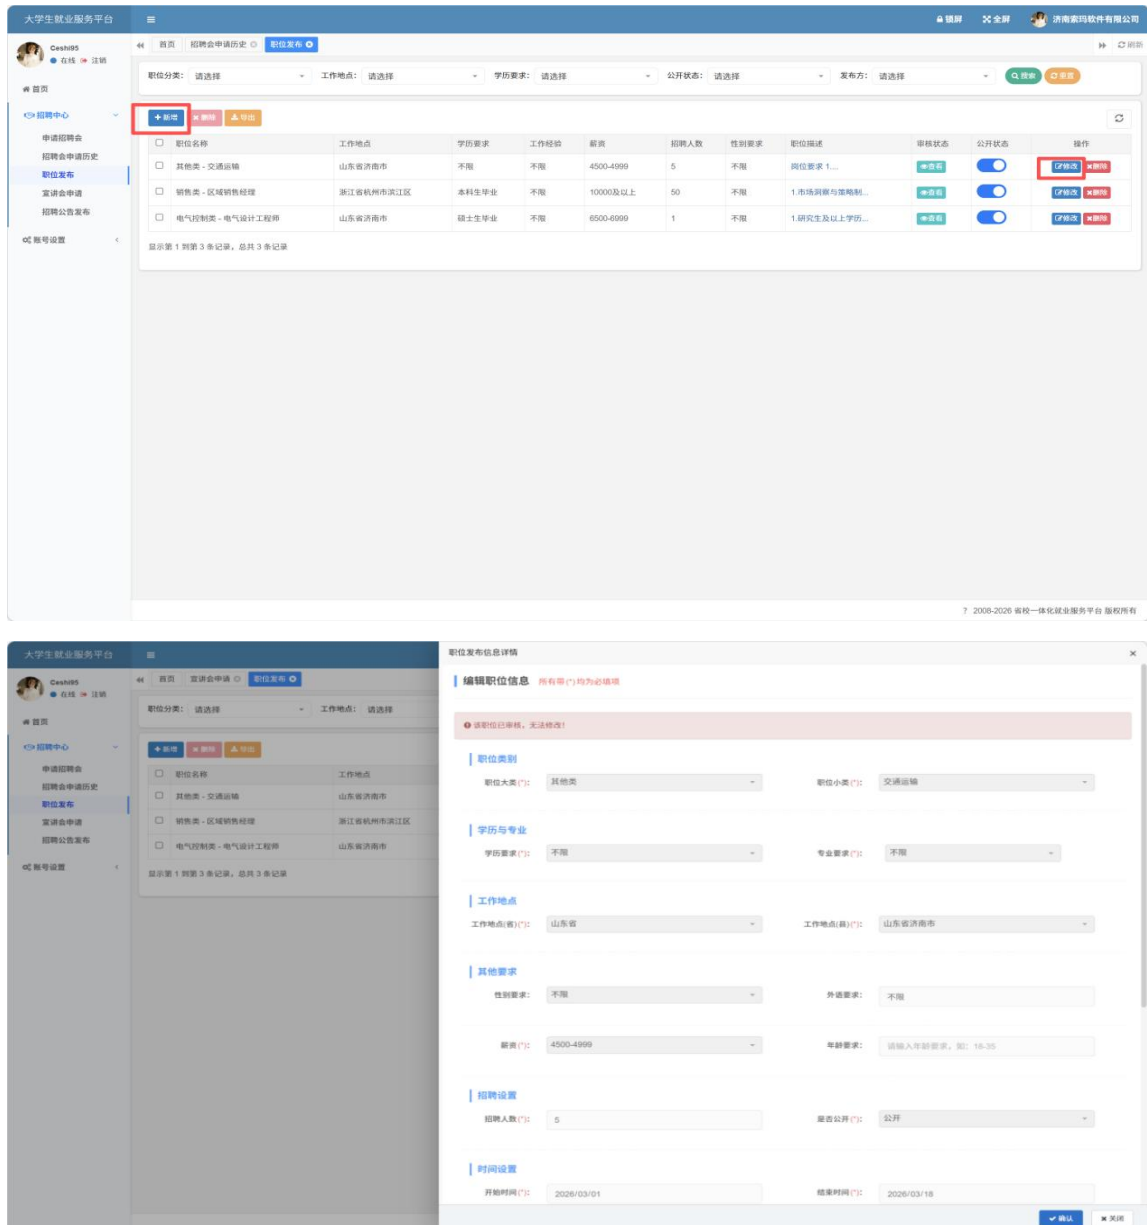 大学生就业服务平台 锁屏 全屏 济南索玛软件有限公司
Ceshi95
在线 注销
首页 招聘会申请历史 职位发布 刷新
职位分类: 请选择 工作地点: 请选择 学历要求: 请选择 公开状态: 请选择 发布方: 请选择 搜索 重置
首页
招聘中心
申请招聘会
招聘会申请历史
职位发布
宣讲会申请
招聘公告发布
账号设置
+新增 删除 导出
职位名称 工作地点 学历要求 工作经验 薪资 招聘人数 性别要求 职位描述 审核状态 公开状态 操作
其他类 - 交通运输 山东省济南市 不限 不限 4500-4999 5 不限 岗位要求 1.... 查看 修改 删除
销售类 - 区域销售经理 浙江省杭州市滨江区 本科生毕业 不限 10000及以上 50 不限 1.市场洞察与策略制... 查看 修改 删除
电气控制类 - 电气设计工程师 山东省济南市 硕士生毕业 不限 6500-6999 1 不限 1.研究生及以上学历... 查看 修改 删除
显示第 1 到第 3 条记录，总共 3 条记录
? 2008-2026 省校一体化就业服务平台 版权所有
大学生就业服务平台
Ceshi95
在线 注销
首页 宣讲会申请 职位发布
职位分类: 请选择 工作地点: 请选择
首页
招聘中心
申请招聘会
招聘会申请历史
职位发布
宣讲会申请
招聘公告发布
账号设置
+新增 删除 导出
职位名称 工作地点
其他类 - 交通运输 山东省济南市
销售类 - 区域销售经理 浙江省杭州市滨江区
电气控制类 - 电气设计工程师 山东省济南市
显示第 1 到第 3 条记录，总共 3 条记录
职位发布信息详情
编辑职位信息 所有带(*)均为必填项
该职位已审核，无法修改!
职位类别
职位大类(*): 其他类 职位小类(*): 交通运输
学历与专业
学历要求(*): 不限 专业要求(*): 不限
工作地点
工作地点(省)(*): 山东省 工作地点(县)(*): 山东省济南市
其他要求
性别要求: 不限 外语要求: 不限
薪资(*): 4500-4999 年龄要求: 请输入年龄要求，如：18-35
招聘设置
招聘人数(*): 5 是否公开(*): 公开
时间设置
开始时间(*): 2026/03/01 结束时间(*): 2026/03/18
确认 关闭